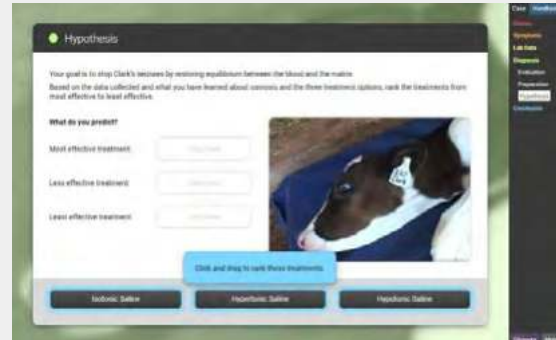 Hypothesis
Your goal is to stop Clark's seizures by restoring equilibrium between the blood and the
Based on the data collected and what you have learned about osmosis and the three treatment options, rank the treatments from
most effective to least effective.
What do you predict?
Most effective treatment:
Less effective treatment:
Least effective treatment:
Click and drag to rank these treatments.
Isotonic Saline
Hypertonic Saline
Hypotonic Saline
Case
Symptoms
Lab Data
Diagnosis
Evaluation
Preparation
Hypothesis